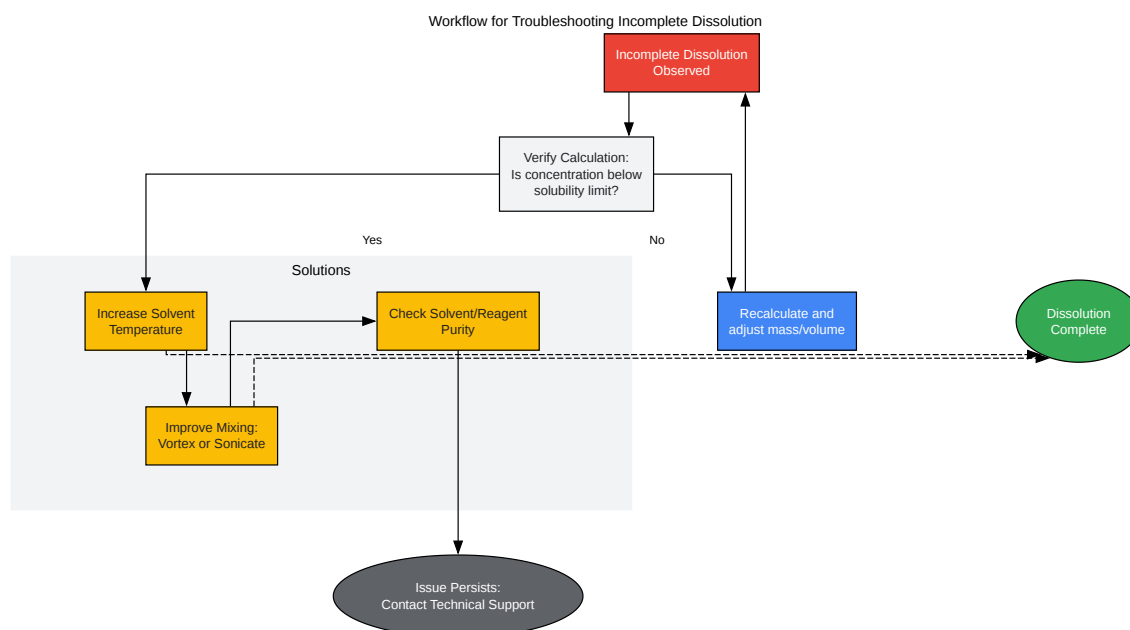 Workflow for Troubleshooting Incomplete Dissolution
Incomplete Dissolution
Observed
Verify Calculation:
Is concentration below
solubility limit?
Yes
No
Solutions
Increase Solvent
Temperature
Check Solvent/Reagent
Purity
Recalculate and
adjust mass/volume
Dissolution
Complete
Improve Mixing:
Vortex or Sonicate
Issue Persists:
Contact Technical Support